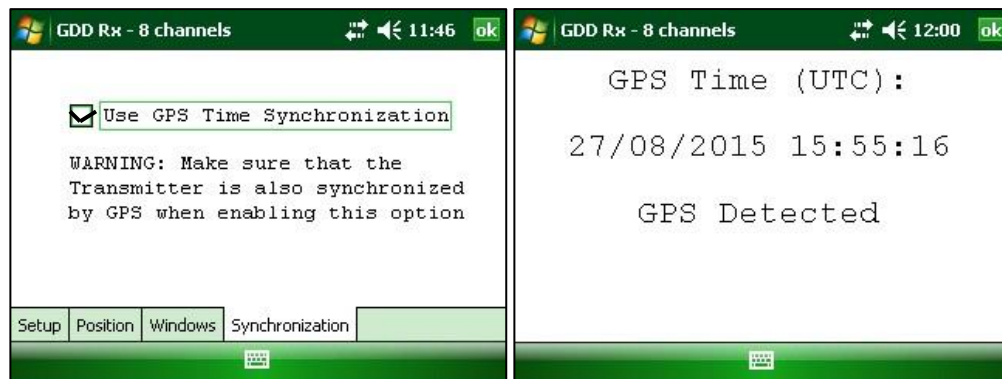 GDD Rx - 8 channels 11:46 ok
Use GPS Time Synchronization
WARNING: Make sure that the
Transmitter is also synchronized
by GPS when enabling this option
Setup Position Windows Synchronization
GDD Rx - 8 channels 12:00 ok
GPS Time (UTC):
27/08/2015 15:55:16
GPS Detected